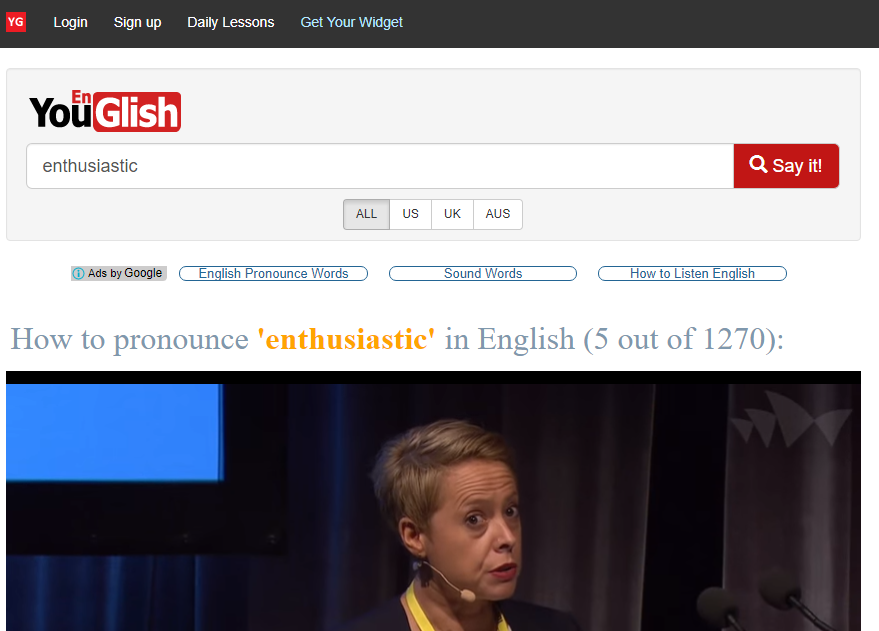 YG Login Sign up Daily Lessons Get Your Widget
YouEnGlish
enthusiastic Say it!
ALL US UK AUS
Ads by Google English Pronounce Words Sound Words How to Listen English
How to pronounce 'enthusiastic' in English (5 out of 1270):